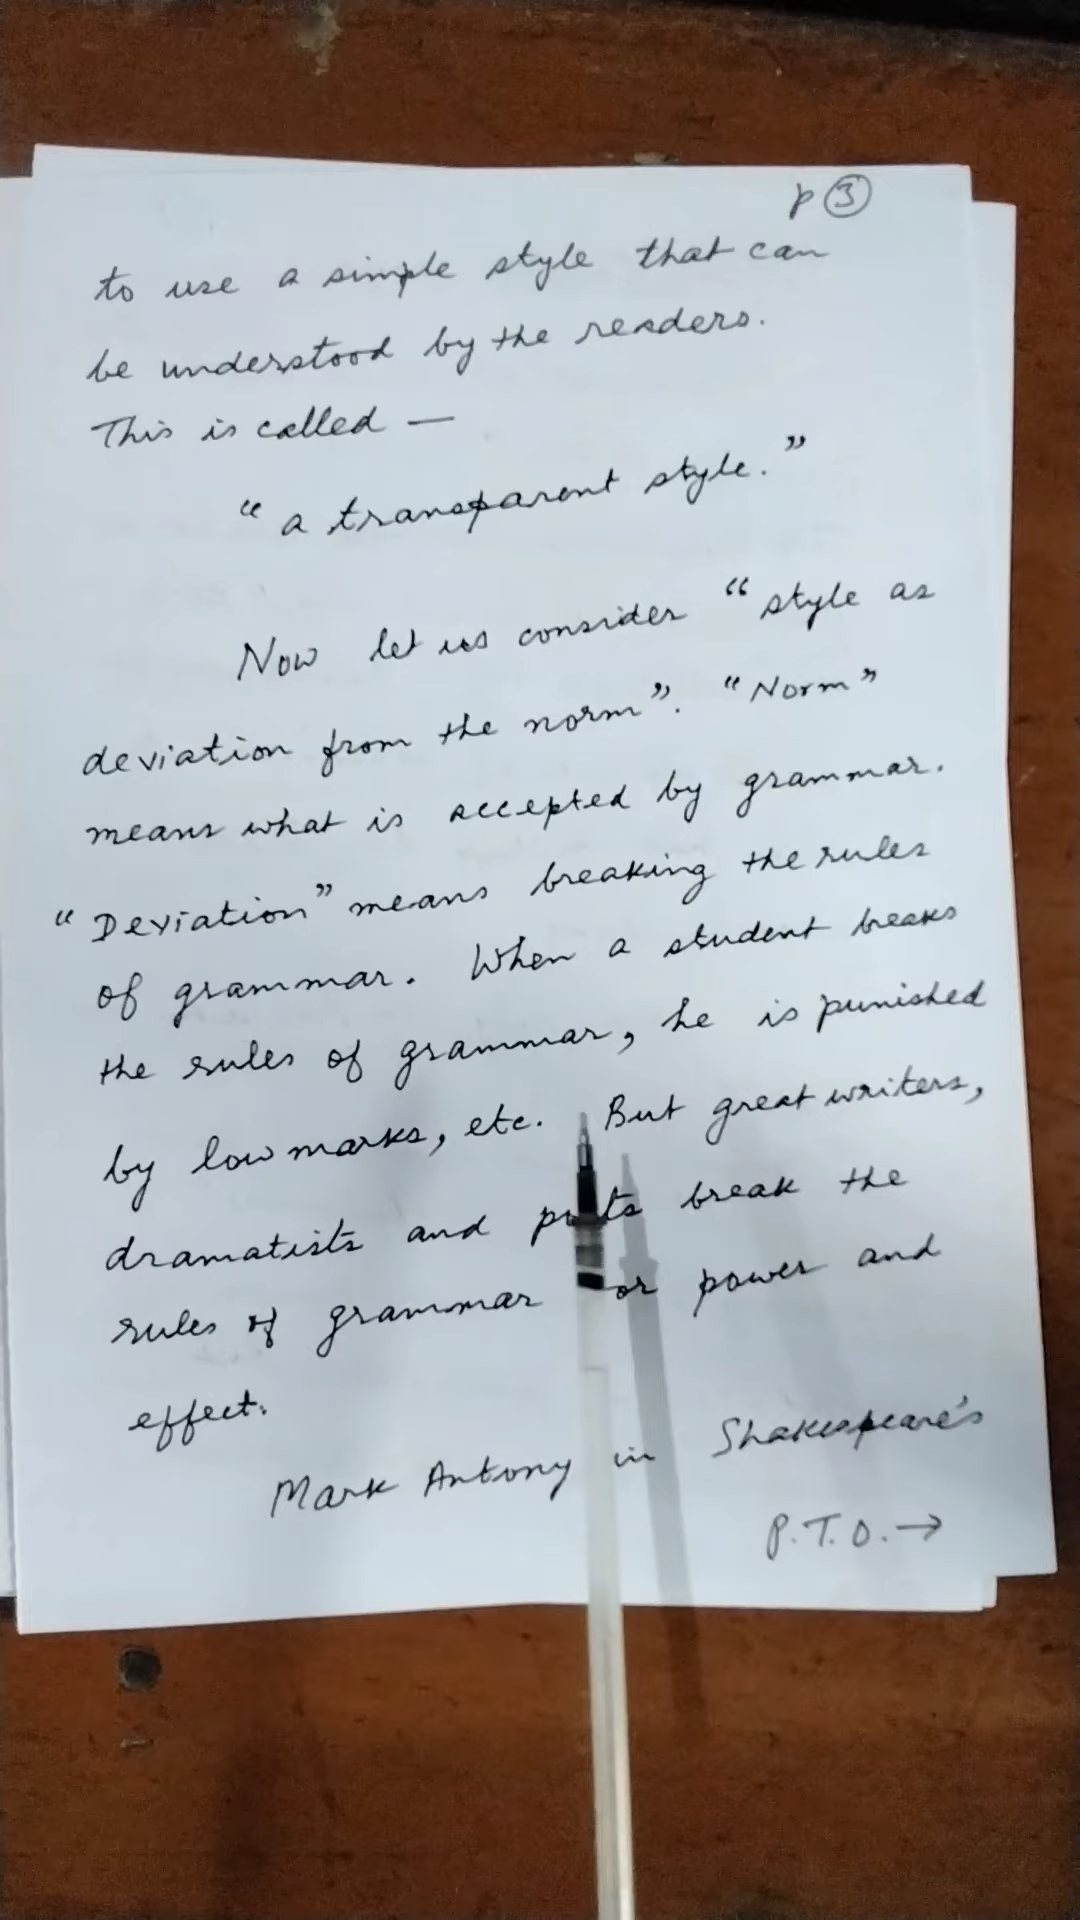 p 3
to use a simple style that can
be understood by the readers.
This is called —
"a transparent style."
Now let us consider "style as
deviation from the norm". "Norm"
means what is accepted by grammar.
"Deviation" means breaking the rules
of grammar. When a student breaks
the rules of grammar, he is punished
by low marks, etc. But great writers,
dramatists and break the
rules of grammar or power and
effect.
Mark Antony in Shakespeare's
P.T.O. →